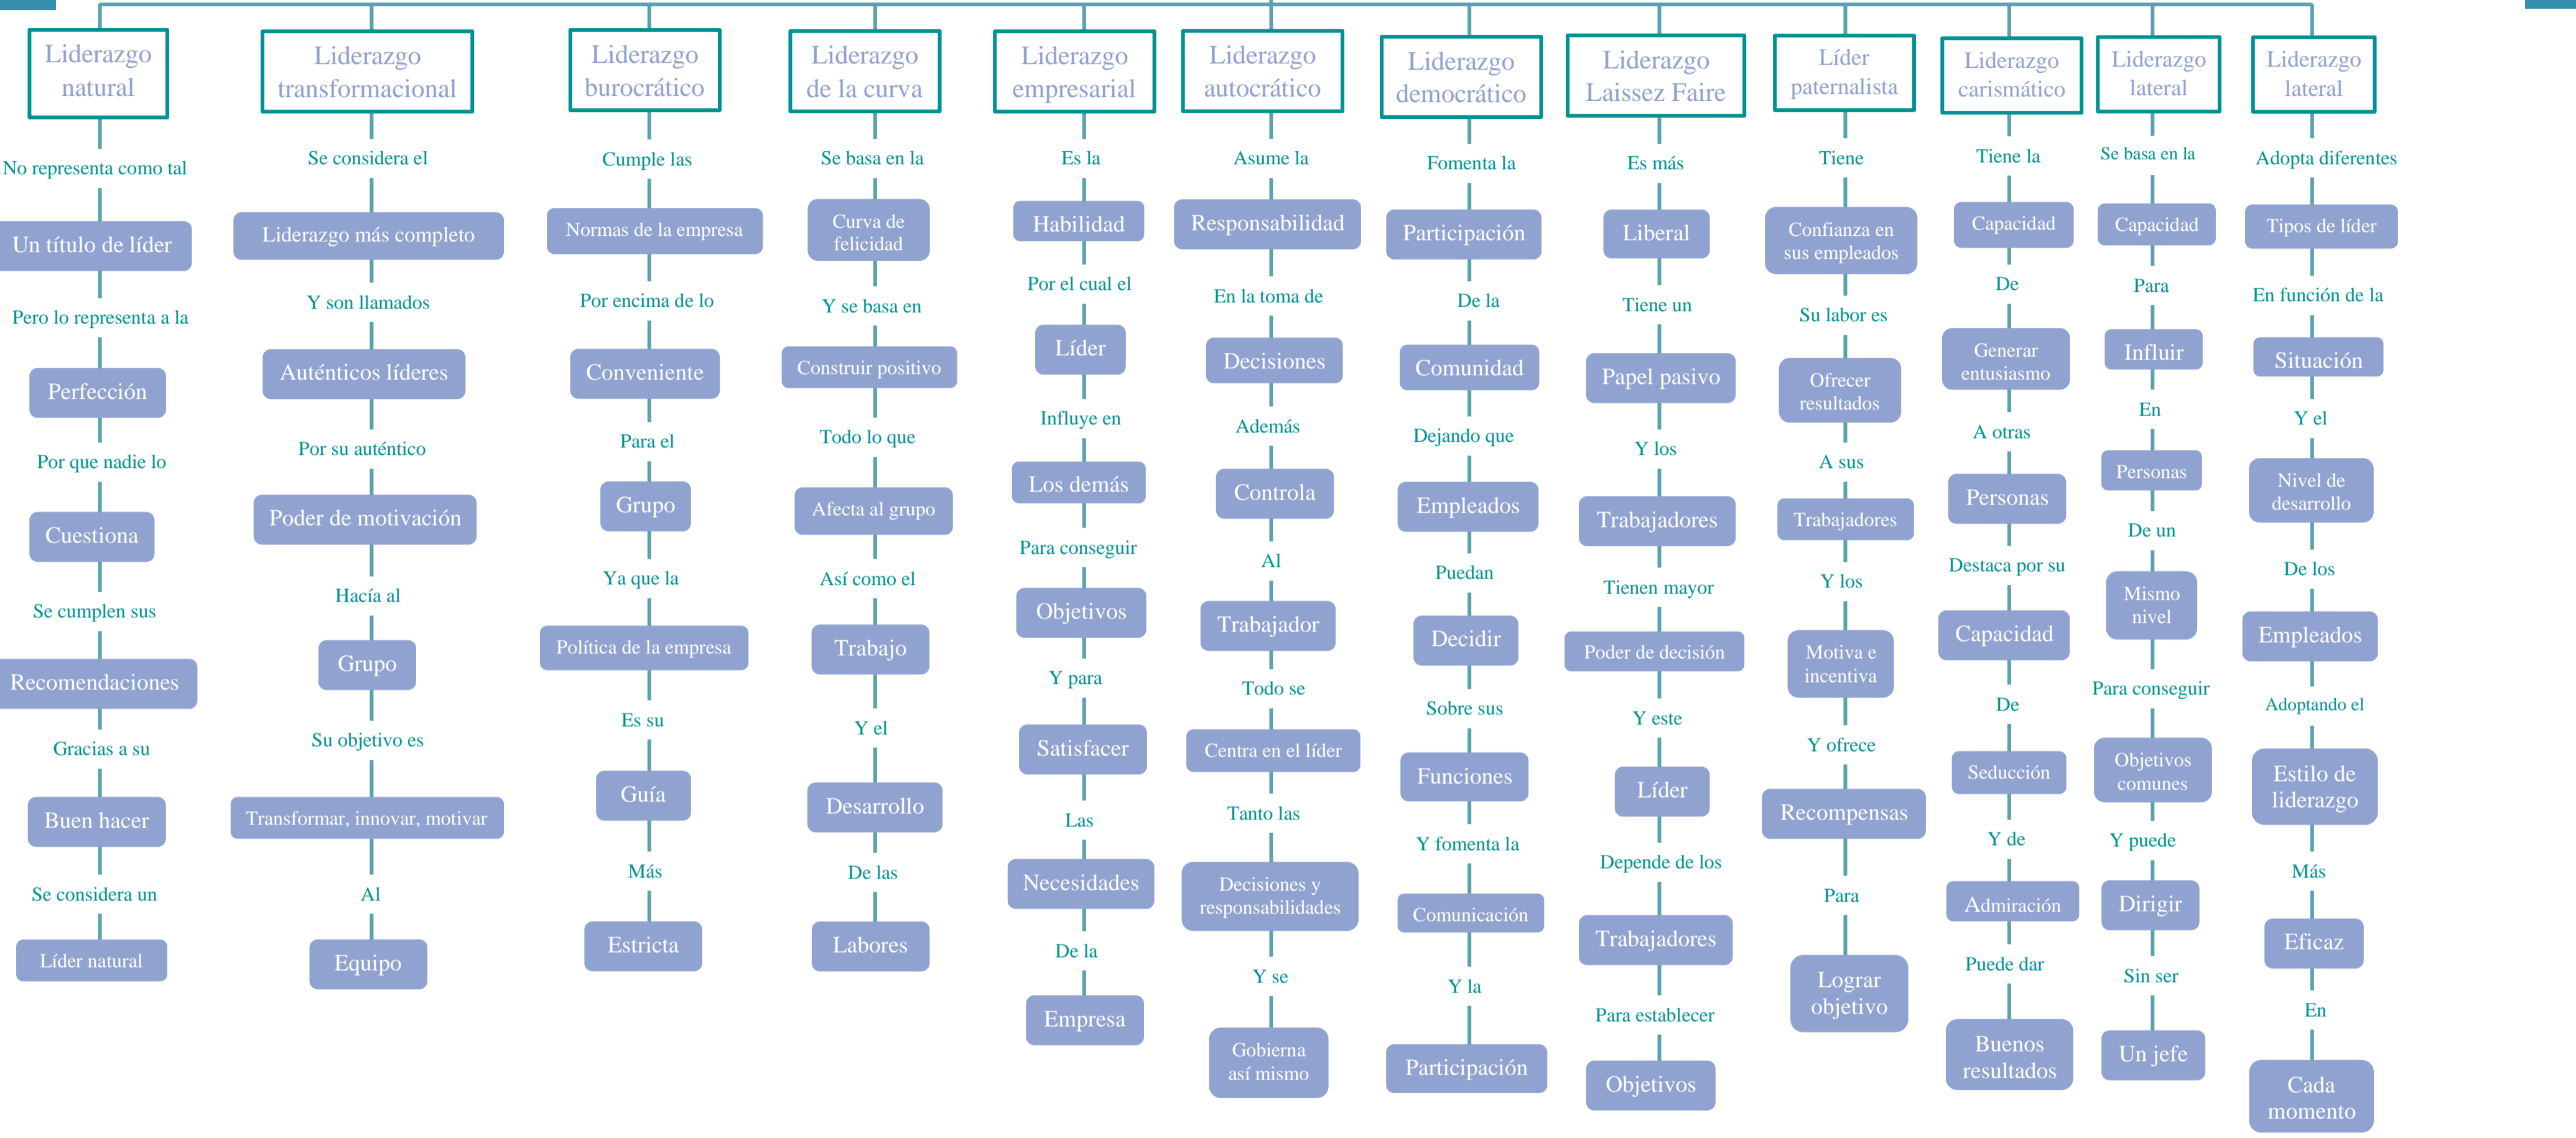 Liderazgo
natural
No representa como tal
Un título de líder
Pero lo representa a la
Perfección
Por que nadie lo
Cuestiona
Se cumplen sus
Recomendaciones
Gracias a su
Buen hacer
Se considera un
Líder natural
Liderazgo
transformacional
Se considera el
Liderazgo más completo
Y son llamados
Auténticos líderes
Por su auténtico
Poder de motivación
Hacía al
Grupo
Su objetivo es
Transformar, innovar, motivar
Al
Equipo
Liderazgo
burocrático
Cumple las
Normas de la empresa
Por encima de lo
Conveniente
Para el
Grupo
Ya que la
Política de la empresa
Es su
Guía
Más
Estricta
Liderazgo
de la curva
Se basa en la
Curva de
felicidad
Y se basa en
Construir positivo
Todo lo que
Afecta al grupo
Así como el
Trabajo
Y el
Desarrollo
De las
Labores
Liderazgo
empresarial
Es la
Habilidad
Por el cual el
Líder
Influye en
Los demás
Para conseguir
Objetivos
Y para
Satisfacer
Las
Necesidades
De la
Empresa
Liderazgo
autocrático
Asume la
Responsabilidad
En la toma de
Decisiones
Además
Controla
Al
Trabajador
Todo se
Centra en el líder
Tanto las
Decisiones y
responsabilidades
Y se
Gobierna
así mismo
Liderazgo
democrático
Fomenta la
Participación
De la
Comunidad
Dejando que
Empleados
Puedan
Decidir
Sobre sus
Funciones
Y fomenta la
Comunicación
Y la
Participación
Liderazgo
Laissez Faire
Es más
Liberal
Tiene un
Papel pasivo
Y los
Trabajadores
Tienen mayor
Poder de decisión
Y este
Líder
Depende de los
Trabajadores
Para establecer
Objetivos
Líder
paternalista
Tiene
Confianza en
sus empleados
Su labor es
Ofrecer
resultados
A sus
Trabajadores
Y los
Motiva e
incentiva
Y ofrece
Recompensas
Para
Lograr
objetivo
Liderazgo
carismático
Tiene la
Capacidad
De
Generar
entusiasmo
A otras
Personas
Destaca por su
Capacidad
De
Seducción
Y de
Admiración
Puede dar
Buenos
resultados
Liderazgo
lateral
Se basa en la
Capacidad
Para
Influir
En
Personas
De un
Mismo
nivel
Para conseguir
Objetivos
comunes
Y puede
Dirigir
Sin ser
Un jefe
Liderazgo
lateral
Adopta diferentes
Tipos de líder
En función de la
Situación
Y el
Nivel de
desarrollo
De los
Empleados
Adoptando el
Estilo de
liderazgo
Más
Eficaz
En
Cada
momento